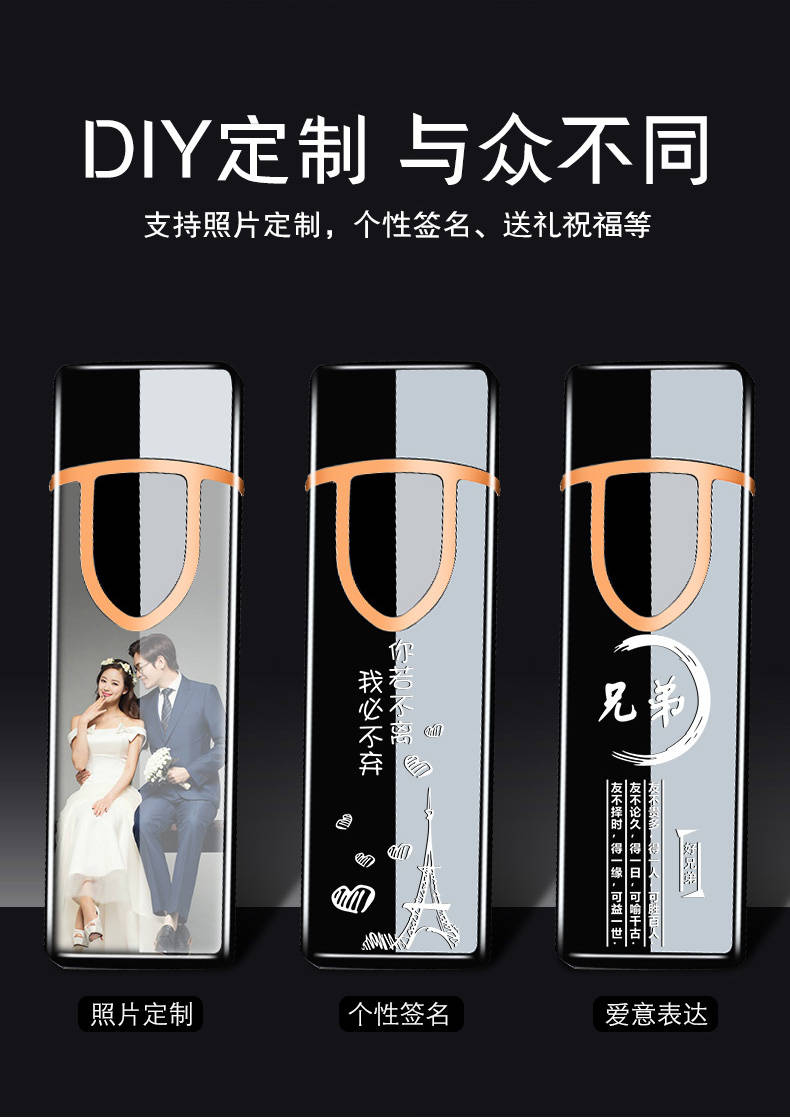 DIY定制 与众不同
支持照片定制，个性签名、送礼祝福等
你若不离
我必不弃
兄弟
友不贵多，得一人，可胜百人
友不论久，得一日，可喻千古，
友不择时，得一缘，可益一世·
好兄弟
照片定制
个性签名
爱意表达